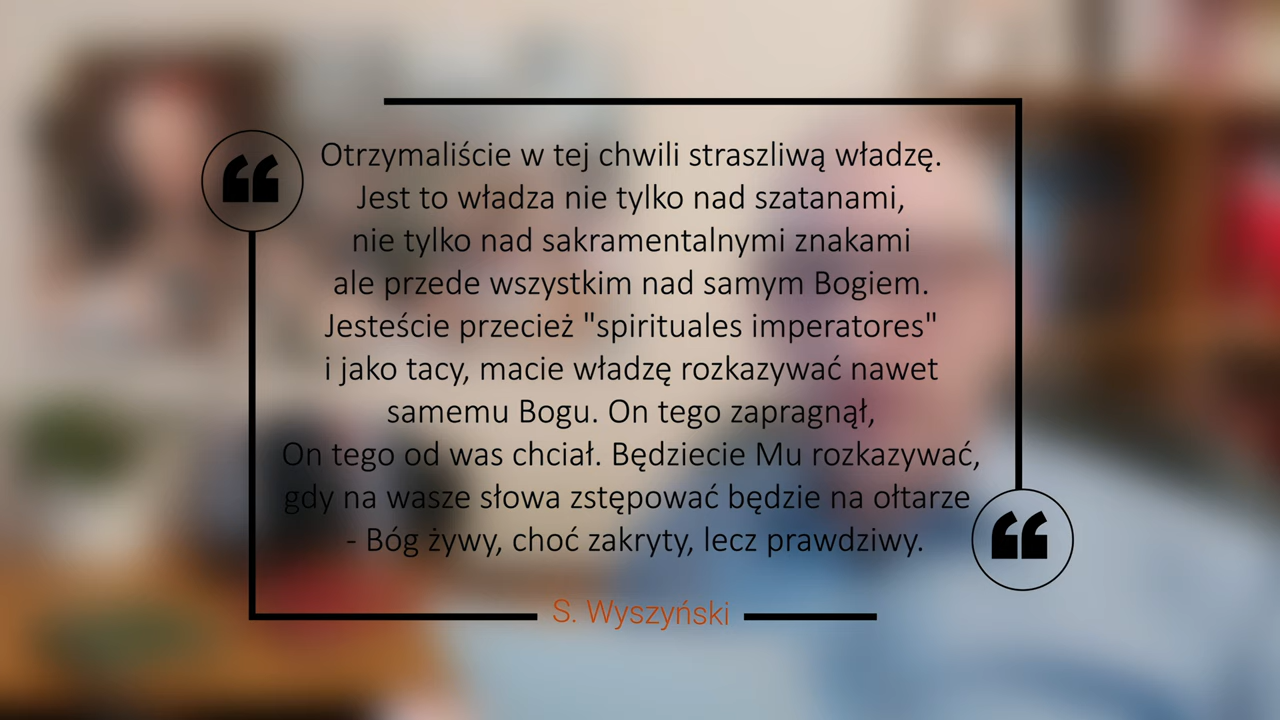 Otrzymaliście w tej chwili straszliwą władzę.
Jest to władza nie tylko nad szatanami,
nie tylko nad sakramentalnymi znakami
ale przede wszystkim nad samym Bogiem.
Jesteście przecież "spirituales imperatores"
i jako tacy, macie władzę rozkazywać nawet
samemu Bogu. On tego zapragnął,
On tego od was chciał. Będziecie Mu rozkazywać,
gdy na wasze słowa zstępować będzie na ołtarze
- Bóg żywy, choć zakryty, lecz prawdziwy.
S. Wyszyński